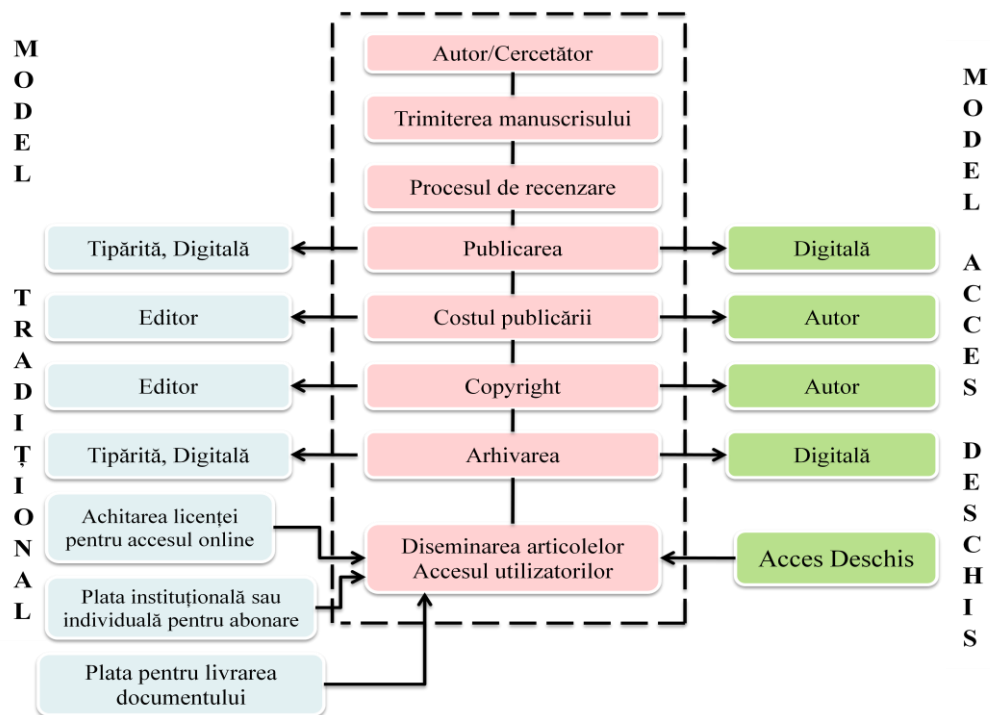 MODEL TRADIȚIONAL
Autor/Cercetător
Trimiterea manuscrisului
Procesul de recenzare
Tipărită, Digitală
Publicarea
Digitală
Editor
Costul publicării
Autor
Editor
Copyright
Autor
Tipărită, Digitală
Arhivarea
Digitală
Achitarea licenței
pentru accesul online
Diseminarea articolelor
Accesul utilizatorilor
Acces Deschis
Plata instituțională sau
individuală pentru abonare
Plata pentru livrarea
documentului
MODEL ACCES DESCHIS